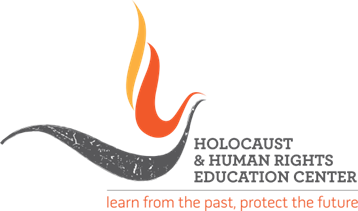 HOLOCAUST
& HUMAN RIGHTS
EDUCATION CENTER
learn from the past, protect the future